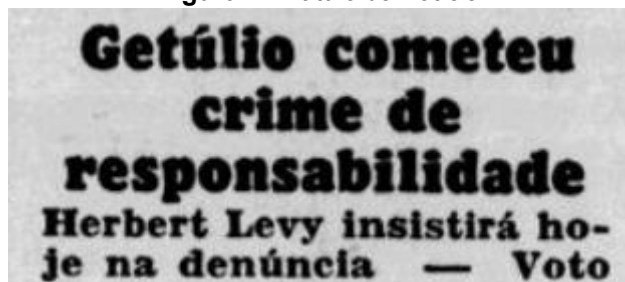 Getúlio cometeu
crime de
responsabilidade
Herbert Levy insistirá ho-
je na denúncia — Voto